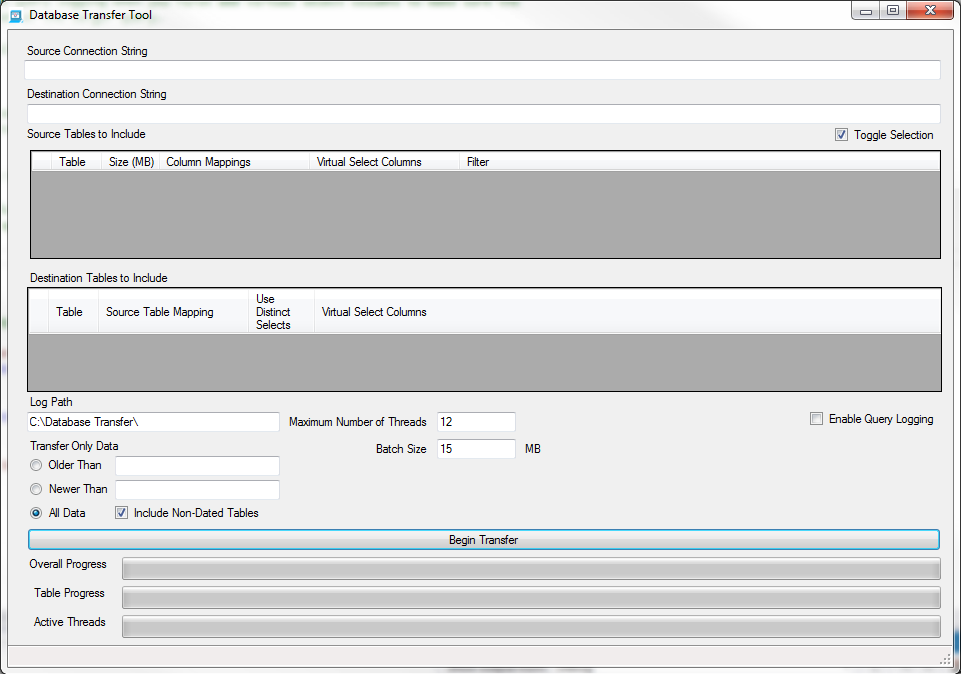 Database Transfer Tool
Source Connection String
Destination Connection String
Source Tables to Include
Toggle Selection
Table Size (MB) Column Mappings Virtual Select Columns Filter
Destination Tables to Include
Table Source Table Mapping Use Distinct Selects Virtual Select Columns
Log Path
C:\Database Transfer\ Maximum Number of Threads 12 Enable Query Logging
Transfer Only Data Batch Size 15 MB
Older Than
Newer Than
All Data Include Non-Dated Tables
Begin Transfer
Overall Progress
Table Progress
Active Threads